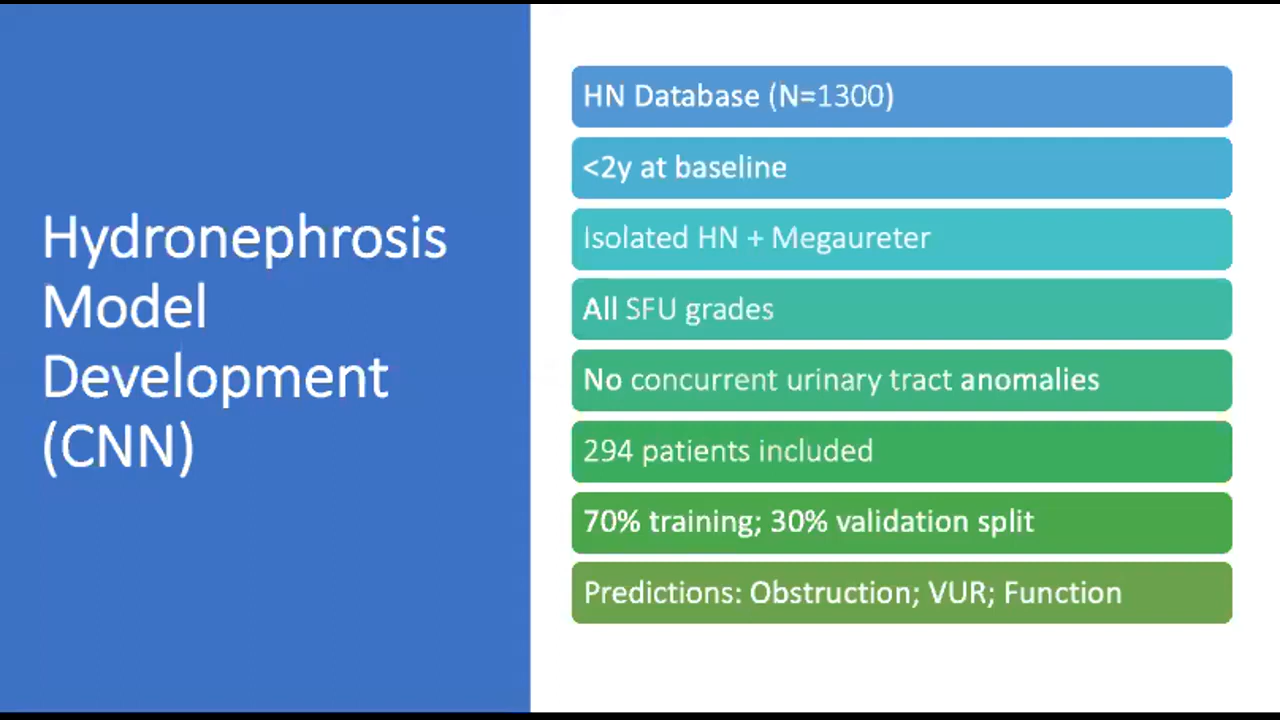 Hydronephrosis
Model
Development
(CNN)
HN Database (N=1300)
<2y at baseline
Isolated HN + Megaureter
All SFU grades
No concurrent urinary tract anomalies
294 patients included
70% training; 30% validation split
Predictions: Obstruction; VUR; Function